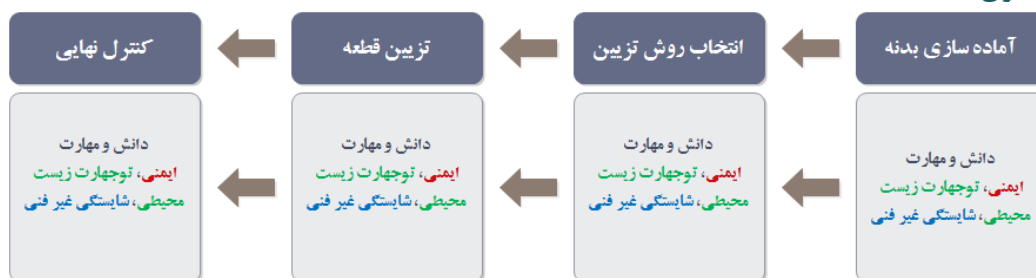 آماده سازی بدنه
انتخاب روش تزیین
تزیین قطعه
کنترل نهایی
دانش و مهارت
ایمنی، توجهارت زیست
محیطی، شایستگی غیر فنی
دانش و مهارت
ایمنی، توجهارت زیست
محیطی، شایستگی غیر فنی
دانش و مهارت
ایمنی، توجهارت زیست
محیطی، شایستگی غیر فنی
دانش و مهارت
ایمنی، توجهارت زیست
محیطی، شایستگی غیر فنی